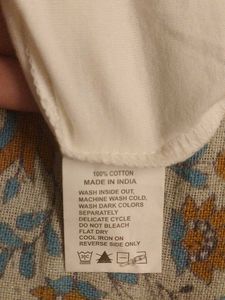 100% COTTON
MADE IN INDIA
WASH INSIDE OUT,
MACHINE WASH COLD,
WASH DARK COLORS
SEPARATELY
DELICATE CYCLE
DO NOT BLEACH
FLAT DRY
COOL IRON ON
REVERSE SIDE ONLY